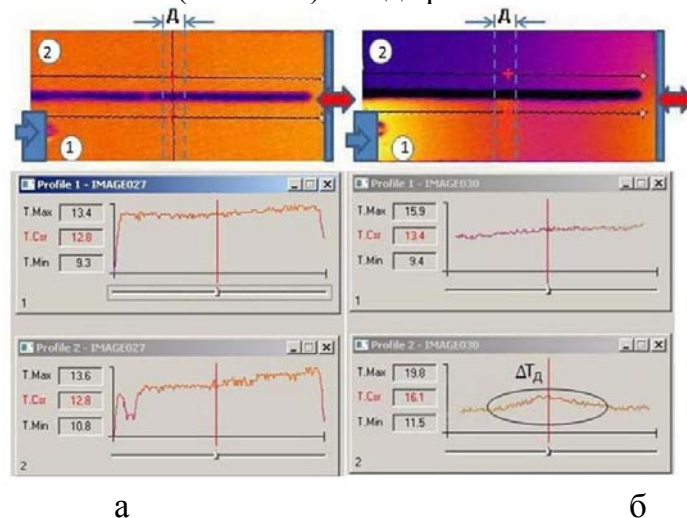 Д
Д
2
2
1
1
Profile 1 - IMAGE027
T.Max 13.4
T.Csr 12.8
T.Min 9.3
1
Profile 1 - IMAGE030
T.Max 15.9
T.Csr 13.4
T.Min 9.4
1
Profile 2 - IMAGE027
T.Max 13.6
T.Csr 12.8
T.Min 10.8
2
Profile 2 - IMAGE030
T.Max 19.8
T.Csr 16.1
T.Min 11.5
ΔTД
2
а
б